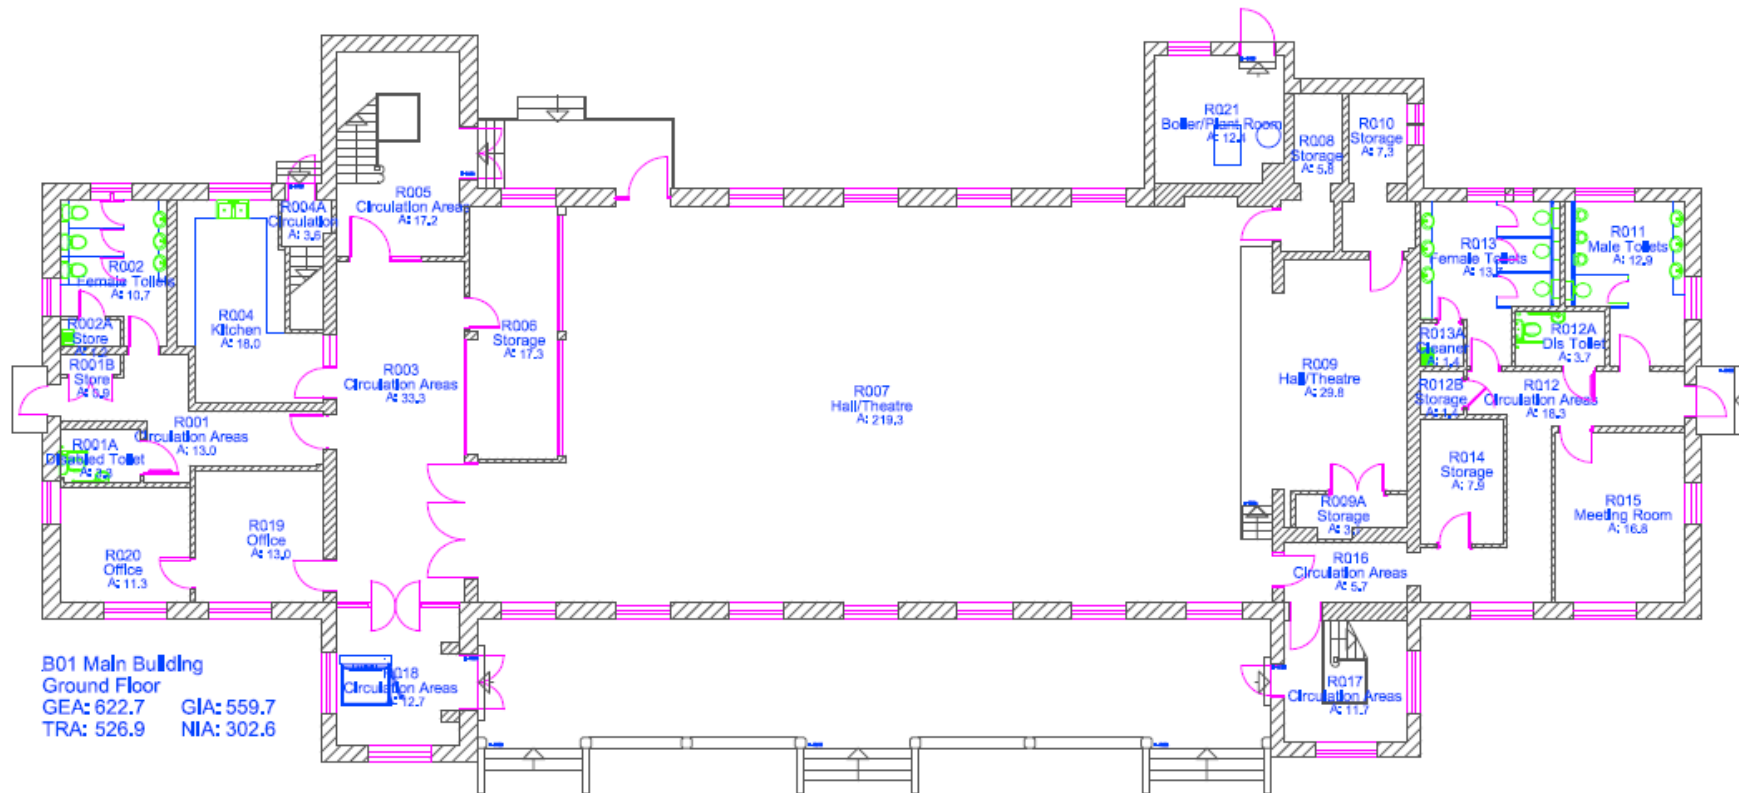 R021
Boiler/Plant Room
A: 12.4
R008
Storage
A: 5.8
R010
Storage
A: 7.3
R005
Circulation Areas
A: 17.2
R004A
Circulation
A: 3.6
R002
Female Toilets
A: 10.7
R002A
Store
R004
Kitchen
A: 18.0
R006
Storage
A: 17.3
R003
Circulation Areas
A: 33.3
R007
Hall/Theatre
A: 219.3
R009
Hall/Theatre
A: 29.8
R013
Female Toilets
R011
Male Toilets
A: 12.9
R013A
Cleaner
A: 1.4
R012A
Dis Toilet
A: 3.7
R012B
Storage
R012
Circulation Areas
A: 18.3
R001B
Store
R001
Circulation Areas
A: 13.0
R001A
Disabled Toilet
R014
Storage
A: 7.9
R015
Meeting Room
A: 16.8
R009A
Storage
R019
Office
A: 13.0
R020
Office
A: 11.3
R016
Circulation Areas
A: 5.7
R018
Circulation Areas
A: 12.7
R017
Circulation Areas
A: 11.7
B01 Main Building
Ground Floor
GEA: 622.7 GIA: 559.7
TRA: 526.9 NIA: 302.6